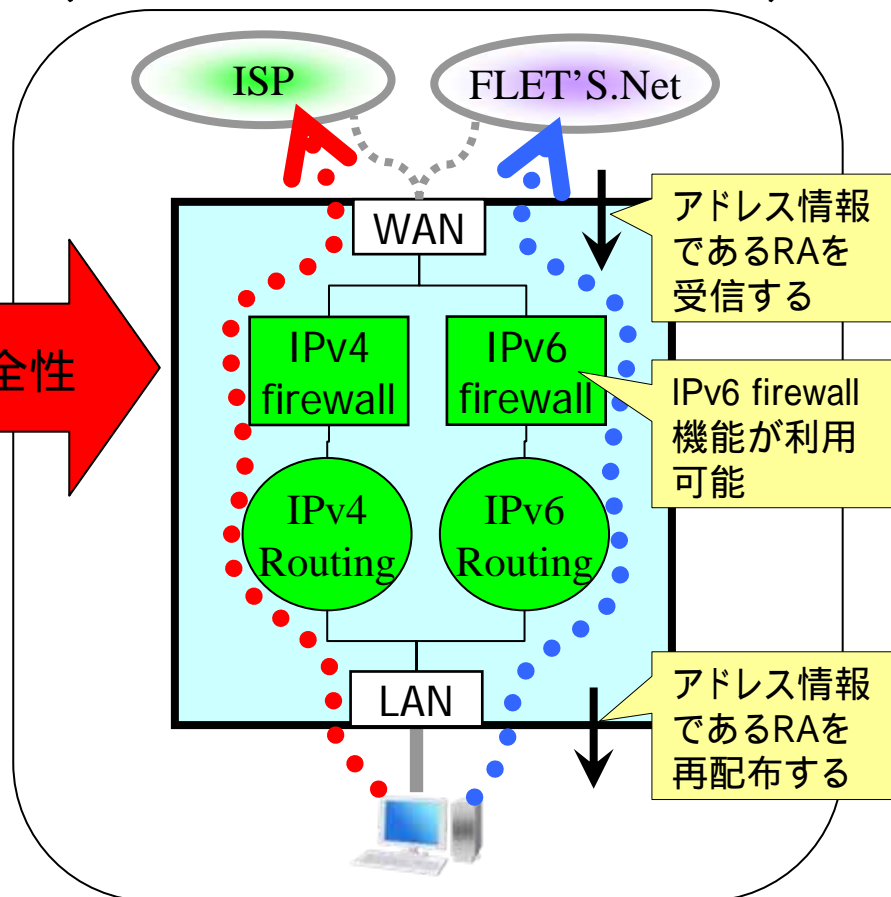 ISP
FLET'S.Net
WAN
アドレス情報
であるRAを
受信する
IPv4
firewall
IPv6
firewall
全性
IPv6 firewall
機能が利用
可能
IPv4
Routing
IPv6
Routing
LAN
アドレス情報
であるRAを
再配布する